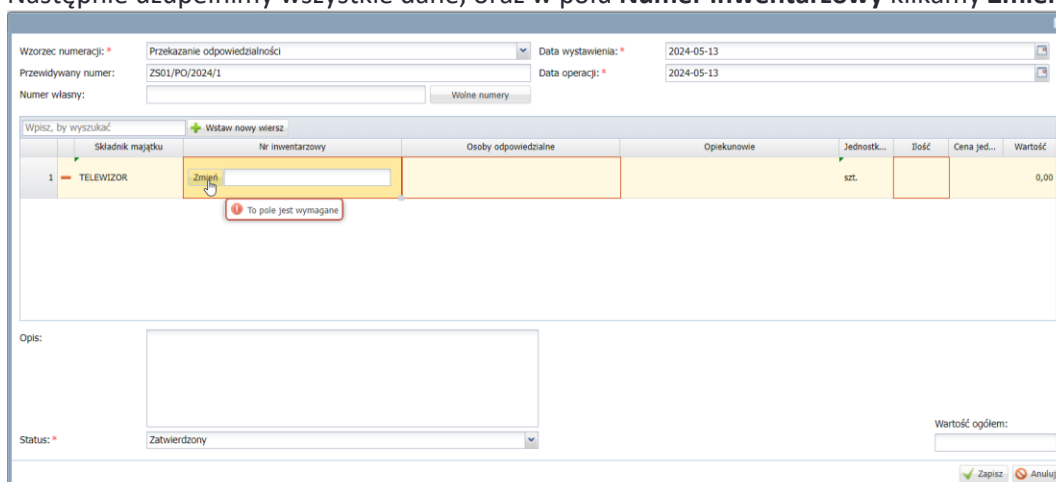 Następnie uzupełnimy wszystkie dane, oraz w polu Numer inwentarzowy klikamy Zmień
Wzorzec numeracji: * Przekazanie odpowiedzialności Data wystawienia: * 2024-05-13
Przewidywany numer: ZS01/PO/2024/1 Data operacji: * 2024-05-13
Numer własny: Wolne numery
Wpisz, by wyszukać Wstaw nowy wiersz
Składnik majątku Nr inwentarzowy Osoby odpowiedzialne Opiekunowie Jednostk... Ilość Cena jed... Wartość
1 TELEWIZOR Zmień szt. 0,00
To pole jest wymagane
Opis:
Wartość ogółem:
Status: * Zatwierdzony
Zapisz Anuluj